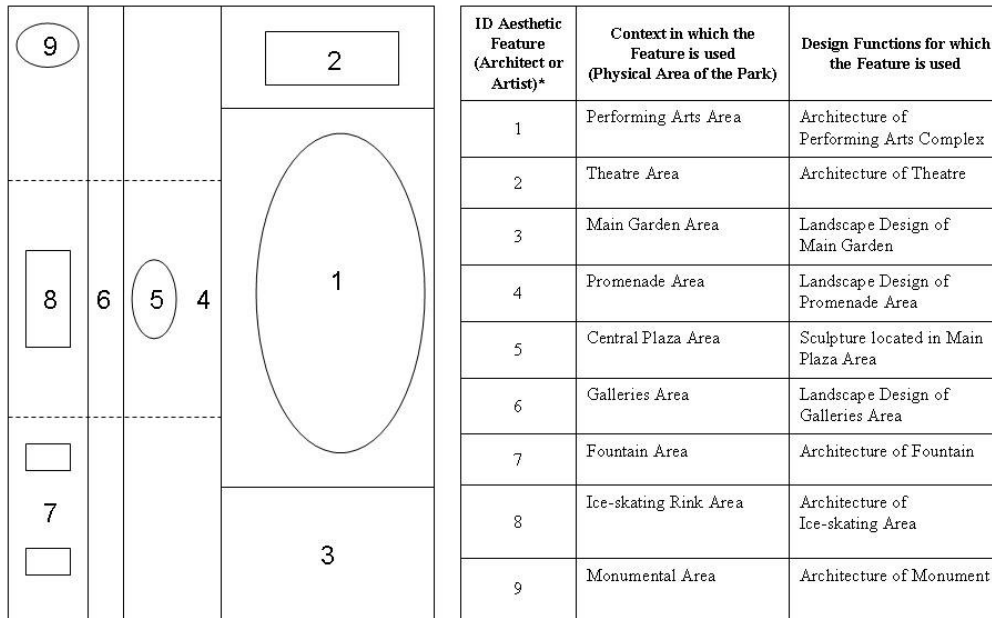 9
2
1
8 6 5 4
7
3
ID Aesthetic
Feature
(Architect or
Artist)*
Context in which the
Feature is used
(Physical Area of the Park)
Design Functions for which
the Feature is used
1
Performing Arts Area
Architecture of
Performing Arts Complex
2
Theatre Area
Architecture of Theatre
3
Main Garden Area
Landscape Design of
Main Garden
4
Promenade Area
Landscape Design of
Promenade Area
5
Central Plaza Area
Sculpture located in Main
Plaza Area
6
Galleries Area
Landscape Design of
Galleries Area
7
Fountain Area
Architecture of Fountain
8
Ice-skating Rink Area
Architecture of
Ice-skating Area
9
Monumental Area
Architecture of Monument